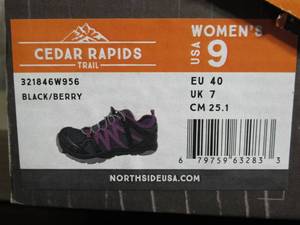 CEDAR RAPIDS
TRAIL
321846W956
BLACK/BERRY
WOMEN'S
USA 9
EU 40
UK 7
CM 25.1
6 79759 63283 3
NORTHSIDEUSA.COM